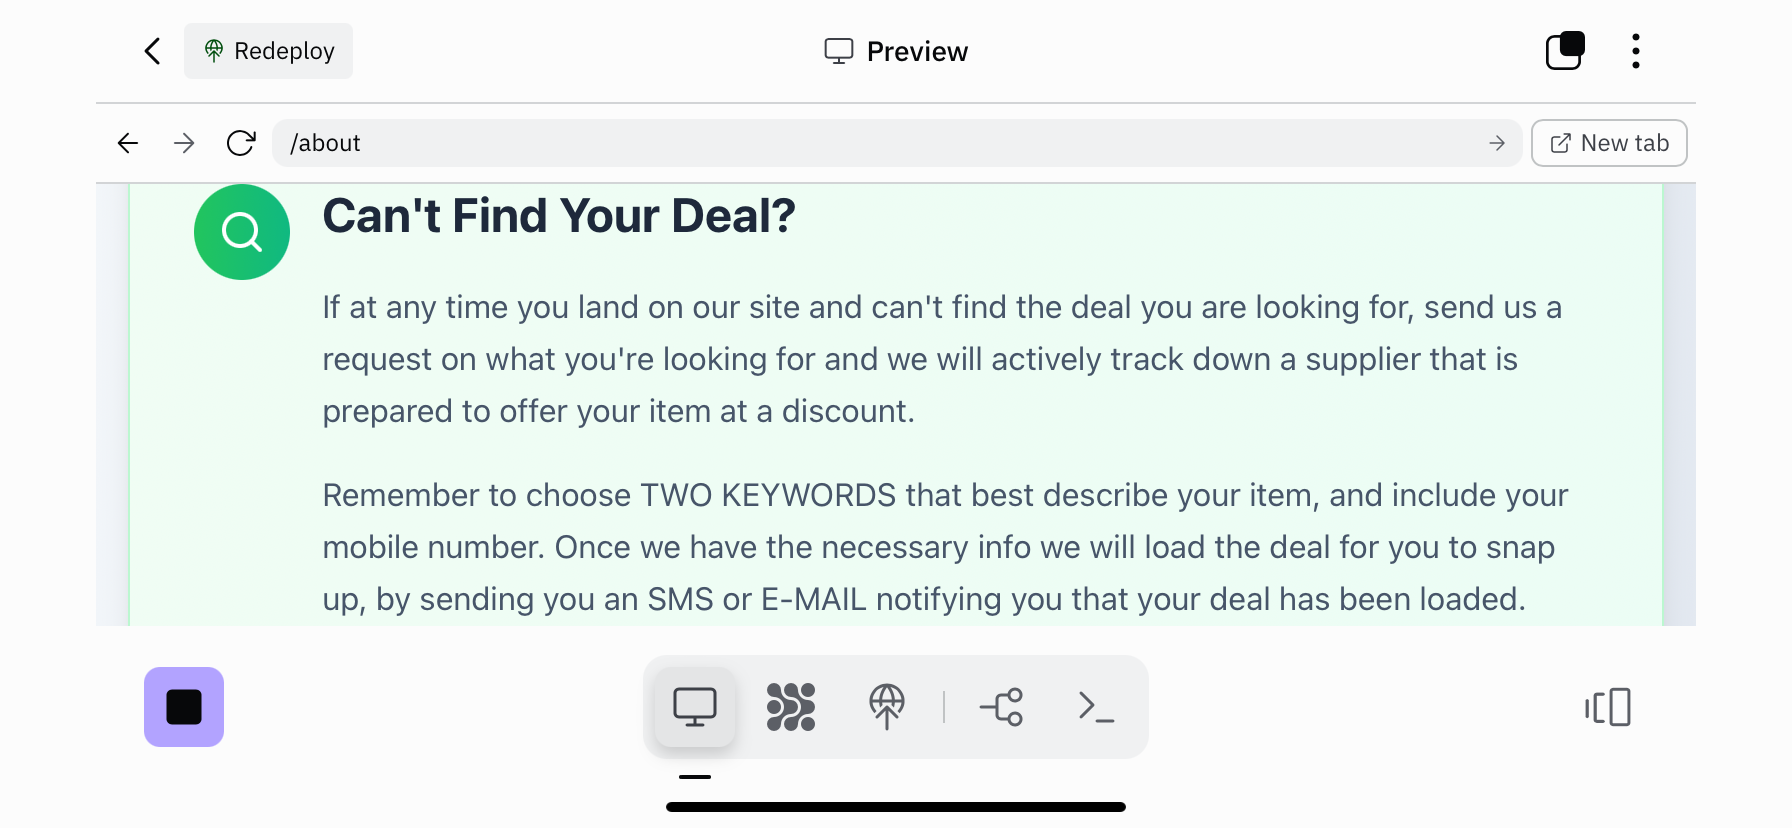 Redeploy
Preview
/about
New tab
Can't Find Your Deal?
If at any time you land on our site and can't find the deal you are looking for, send us a
request on what you're looking for and we will actively track down a supplier that is
prepared to offer your item at a discount.
Remember to choose TWO KEYWORDS that best describe your item, and include your
mobile number. Once we have the necessary info we will load the deal for you to snap
up, by sending you an SMS or E-MAIL notifying you that your deal has been loaded.